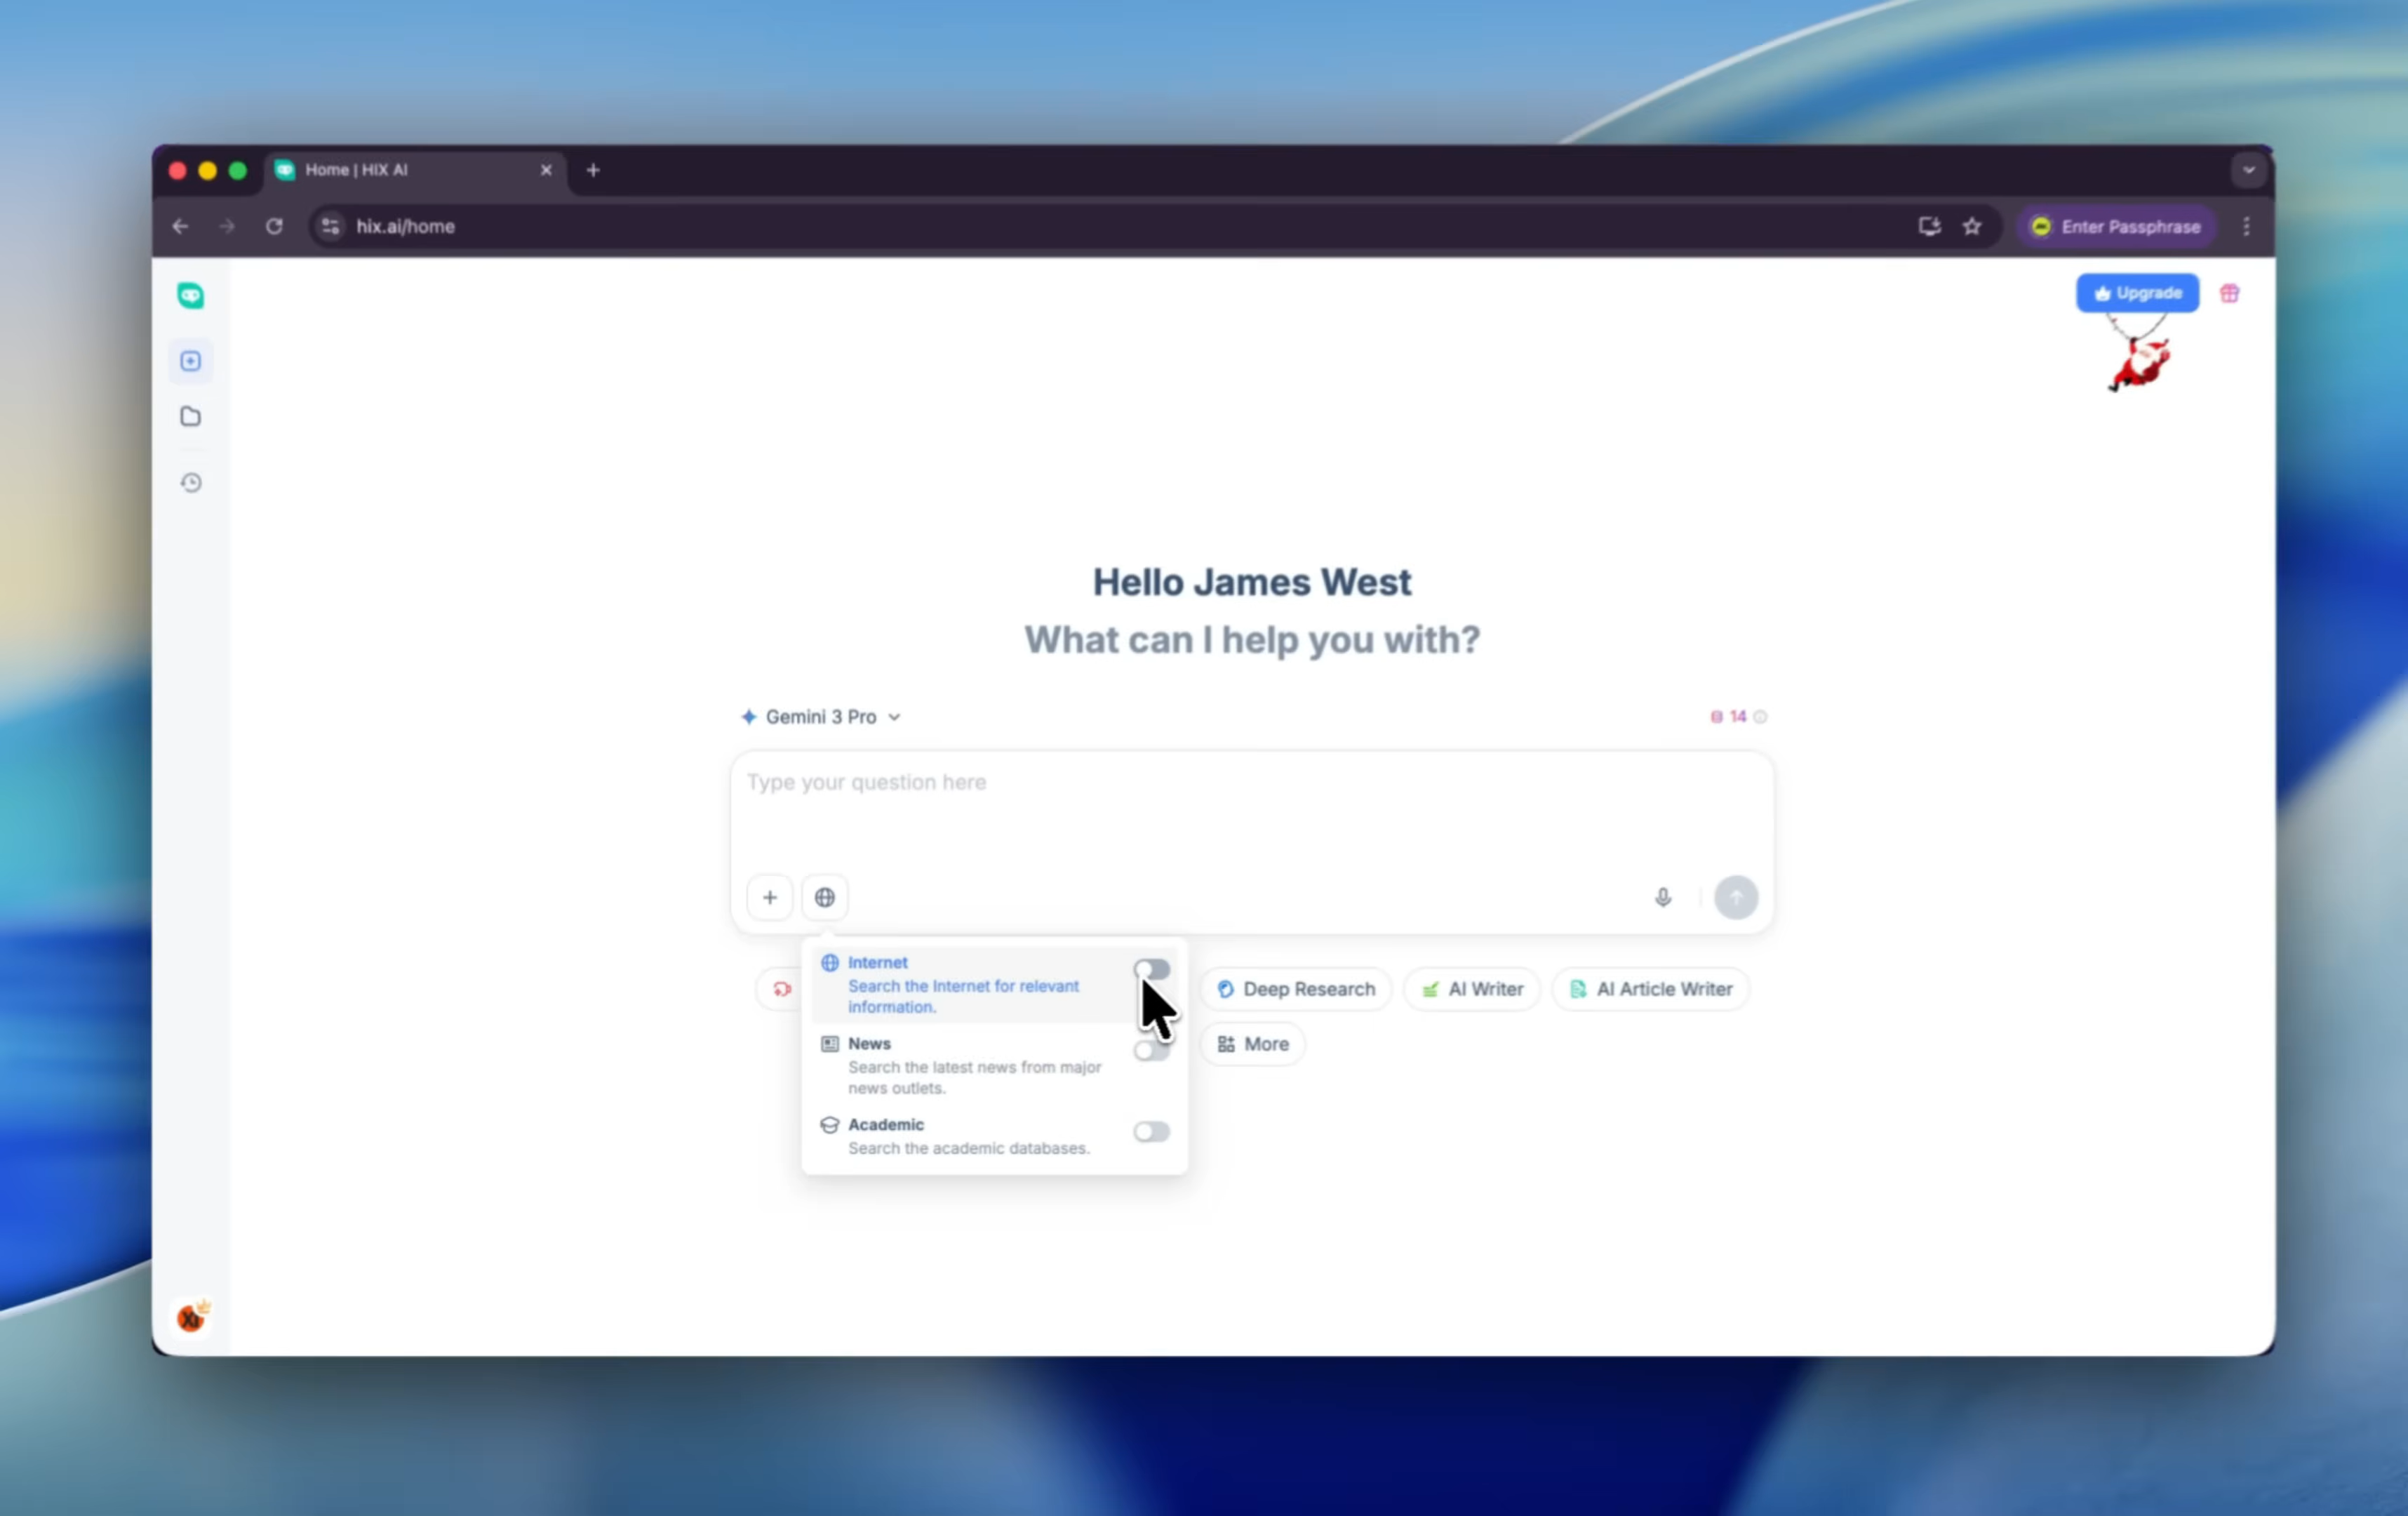 Home | HIX AI
hix.ai/home
Enter Passphrase
Upgrade
Hello James West
What can I help you with?
Gemini 3 Pro
14
Type your question here
Internet
Search the Internet for relevant
information.
News
Search the latest news from major
news outlets.
Academic
Search the academic databases.
Deep Research
AI Writer
AI Article Writer
More